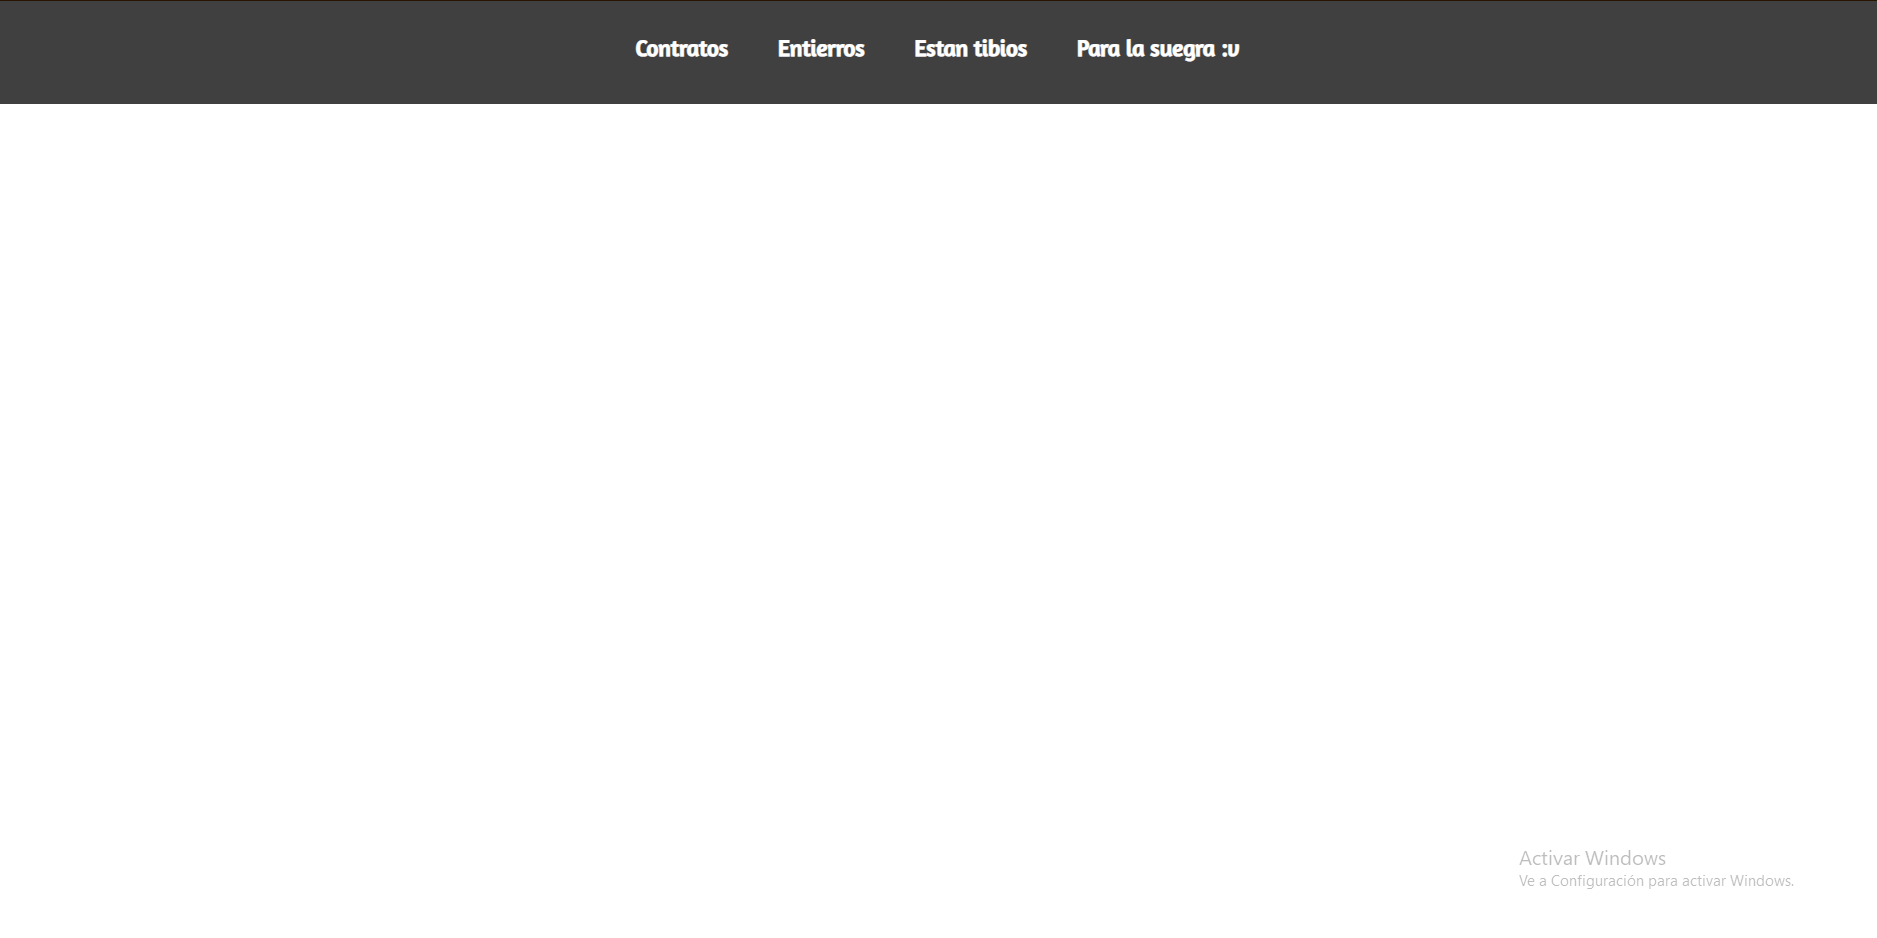 Contratos Entierros Estan tibios Para la suegra :v
Activar Windows
Ve a Configuración para activar Windows.